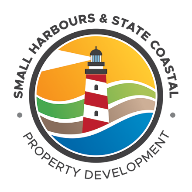 SMALL HARBOURS & STATE COASTAL
PROPERTY DEVELOPMENT